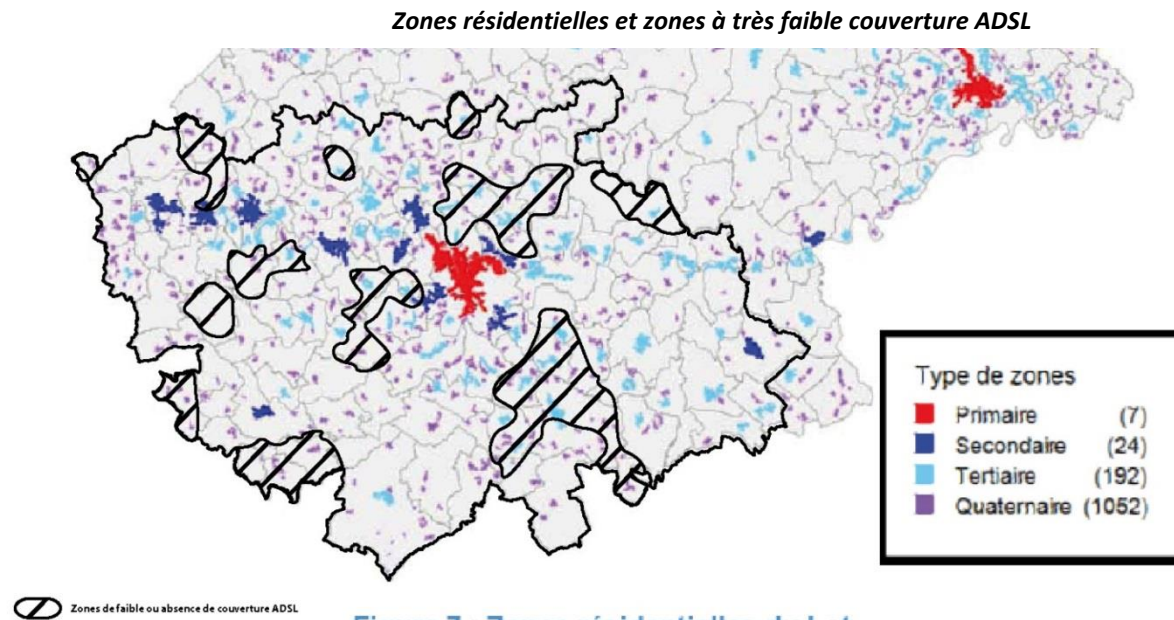 Zones résidentielles et zones à très faible couverture ADSL
Type de zones
Primaire (7)
Secondaire (24)
Tertiaire (192)
Quaternaire (1052)
Zones de faible ou absence de couverture ADSL